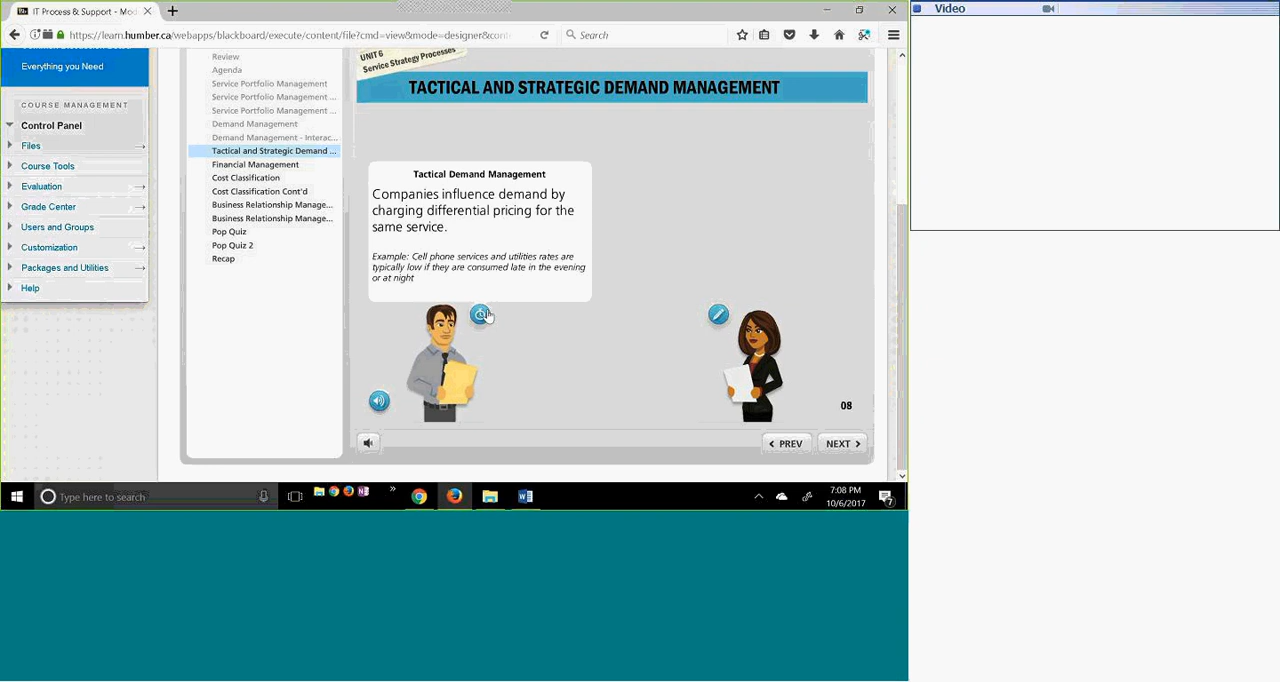 IT Process & Support - Mod
https://learn.humber.ca/webapps/blackboard/execute/content/file?cmd=view&mode=designer&cont
Search
Video
Everything you Need
COURSE MANAGEMENT
Control Panel
Files
Course Tools
Evaluation
Grade Center
Users and Groups
Customization
Packages and Utilities
Help
Review
Agenda
Service Portfolio Management
Service Portfolio Management ...
Service Portfolio Management ...
Demand Management
Demand Management - Interac...
Tactical and Strategic Demand ...
Financial Management
Cost Classification
Cost Classification Cont'd
Business Relationship Manage...
Business Relationship Manage...
Pop Quiz
Pop Quiz 2
Recap
UNIT 6
Service Strategy Processes
TACTICAL AND STRATEGIC DEMAND MANAGEMENT
Tactical Demand Management
Companies influence demand by
charging differential pricing for the
same service.
Example: Cell phone services and utilities rates are
typically low if they are consumed late in the evening
or at night
08
PREV
NEXT
Type here to search
7:08 PM
10/6/2017
7